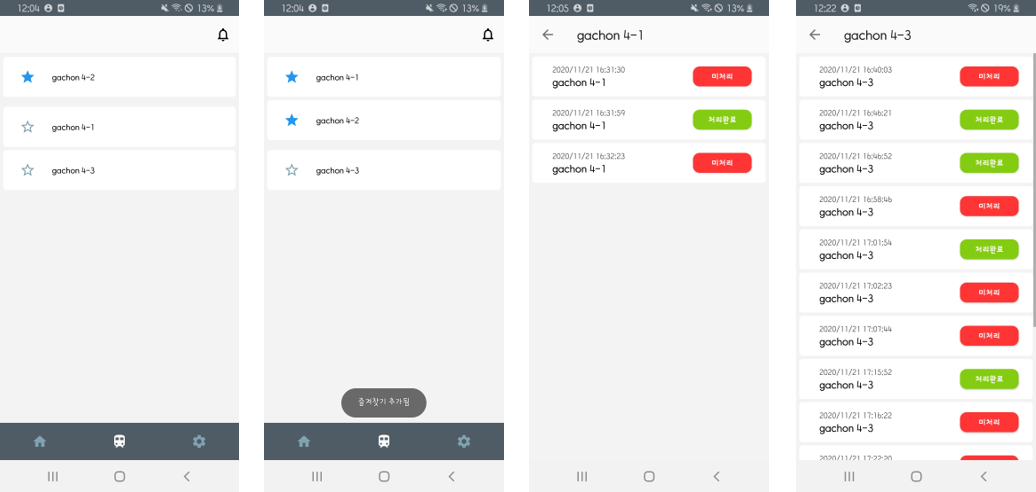 12:04
13%
gachon 4-2
gachon 4-1
gachon 4-3
12:04
13%
gachon 4-1
gachon 4-2
gachon 4-3
즐겨찾기 추가됨
12:05
13%
gachon 4-1
2020/11/21 16:31:30
gachon 4-1
미처리
2020/11/21 16:31:59
gachon 4-1
처리완료
2020/11/21 16:32:23
gachon 4-1
미처리
12:22
19%
gachon 4-3
2020/11/21 16:40:03
gachon 4-3
미처리
2020/11/21 16:46:21
gachon 4-3
처리완료
2020/11/21 16:46:52
gachon 4-3
처리완료
2020/11/21 16:58:46
gachon 4-3
미처리
2020/11/21 17:01:54
gachon 4-3
처리완료
2020/11/21 17:02:23
gachon 4-3
미처리
2020/11/21 17:07:44
gachon 4-3
미처리
2020/11/21 17:15:52
gachon 4-3
처리완료
2020/11/21 17:16:22
gachon 4-3
미처리
2020/11/21 17:22:20